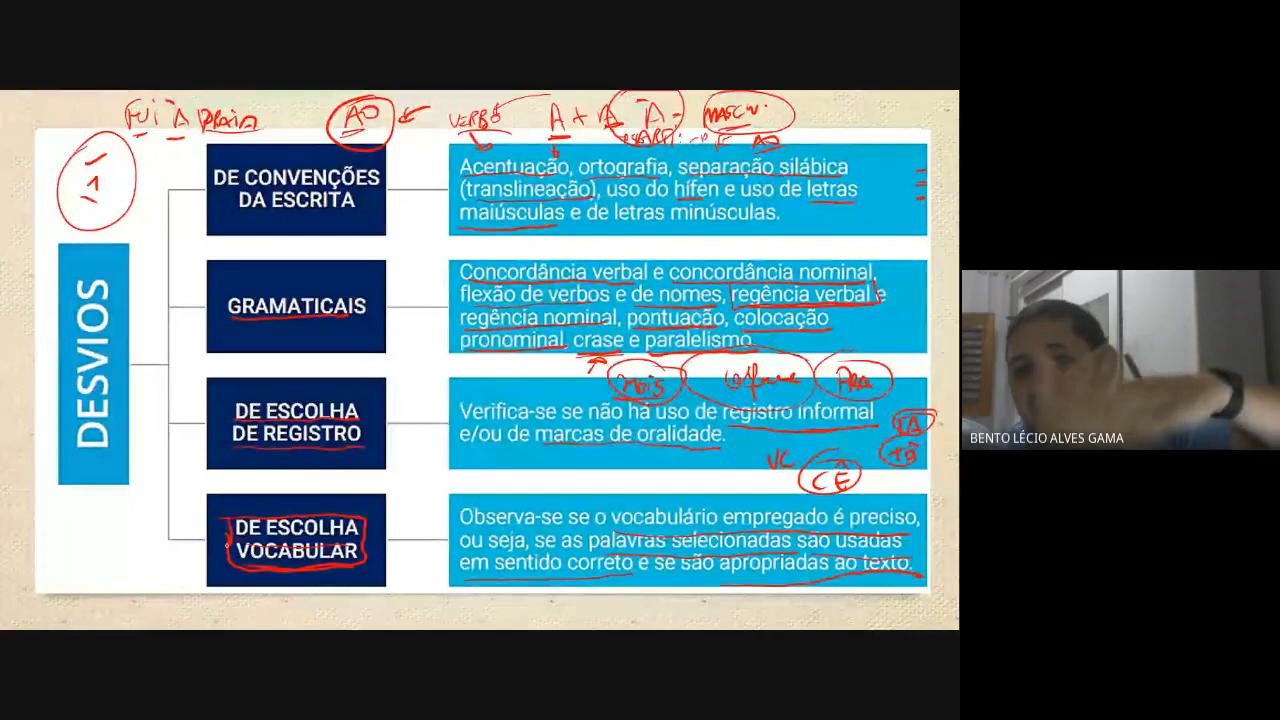 FUI À PRAIA AO VERBO A + A À - MASCU.
AO
DE CONVENÇÕES
DA ESCRITA
Acentuação, ortografia, separação silábica
(translineação), uso do hífen e uso de letras
maiúsculas e de letras minúsculas.
DESVIOS
GRAMATICAIS
Concordância verbal e concordância nominal,
flexão de verbos e de nomes, regência verbal e
regência nominal, pontuação, colocação
pronominal, crase e paralelismo.
PRA
DE ESCOLHA
DE REGISTRO
Verifica-se se não há uso de registro informal
e/ou de marcas de oralidade.
TÁ
TÔ
VC
CÊ
DE ESCOLHA
VOCABULAR
Observa-se se o vocabulário empregado é preciso,
ou seja, se as palavras selecionadas são usadas
em sentido correto e se são apropriadas ao texto.
BENTO LÉCIO ALVES GAMA